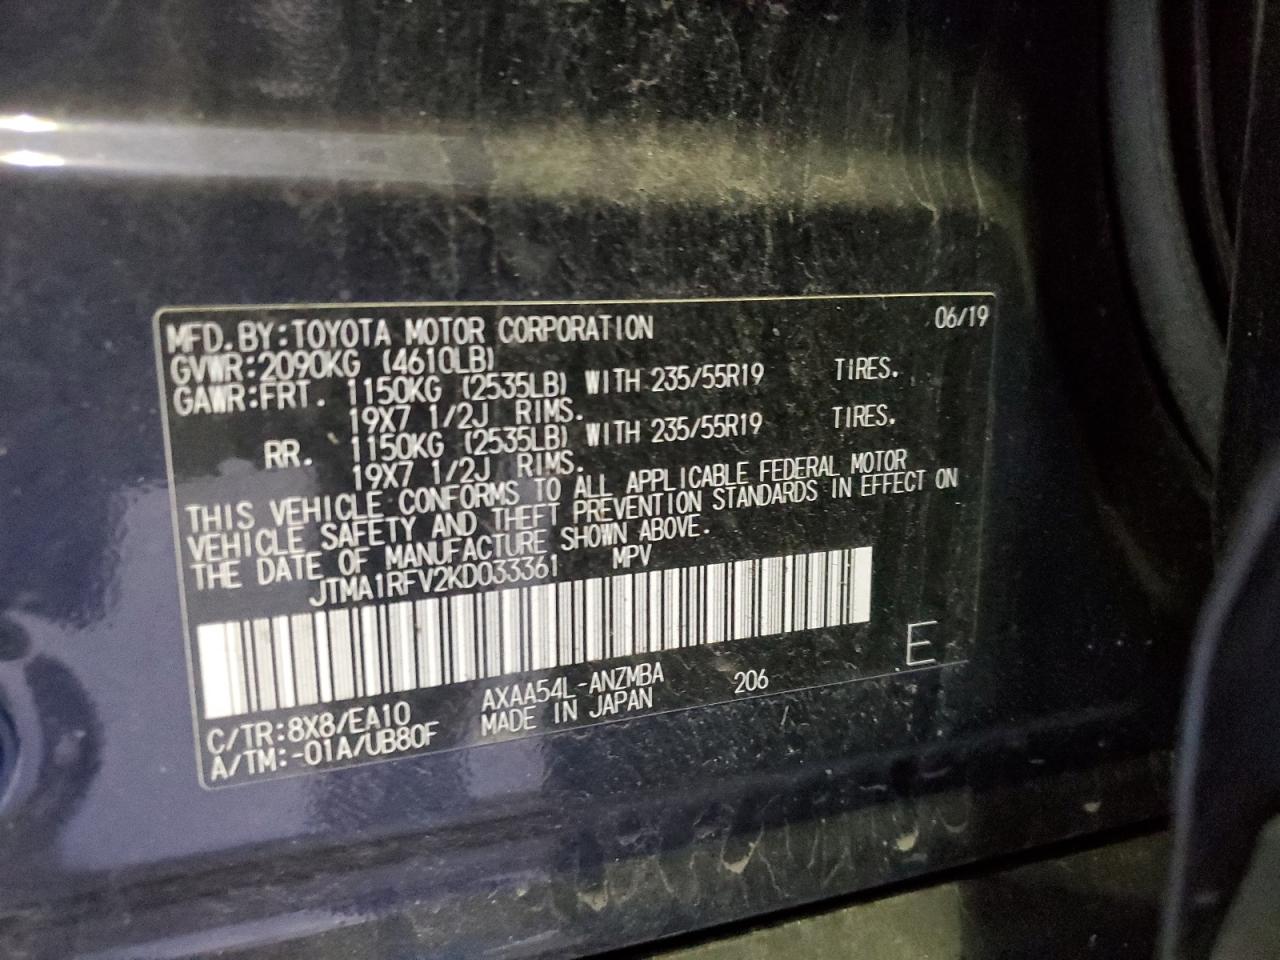 MFD.BY:TOYOTA MOTOR CORPORATION 06/19
GVWR:2090KG (4610LB)
GAWR:FRT. 1150KG (2535LB) WITH 235/55R19 TIRES.
19X7 1/2J RIMS.
RR. 1150KG (2535LB) WITH 235/55R19 TIRES.
19X7 1/2J RIMS.
THIS VEHICLE CONFORMS TO ALL APPLICABLE FEDERAL MOTOR
VEHICLE SAFETY AND THEFT PREVENTION STANDARDS IN EFFECT ON
THE DATE OF MANUFACTURE SHOWN ABOVE.
JTMA1RFV2KD033361 MPV
C/TR:8X8/EA10 AXAA54L-ANZMBA 206 E
A/TM:-01A/UB80F MADE IN JAPAN